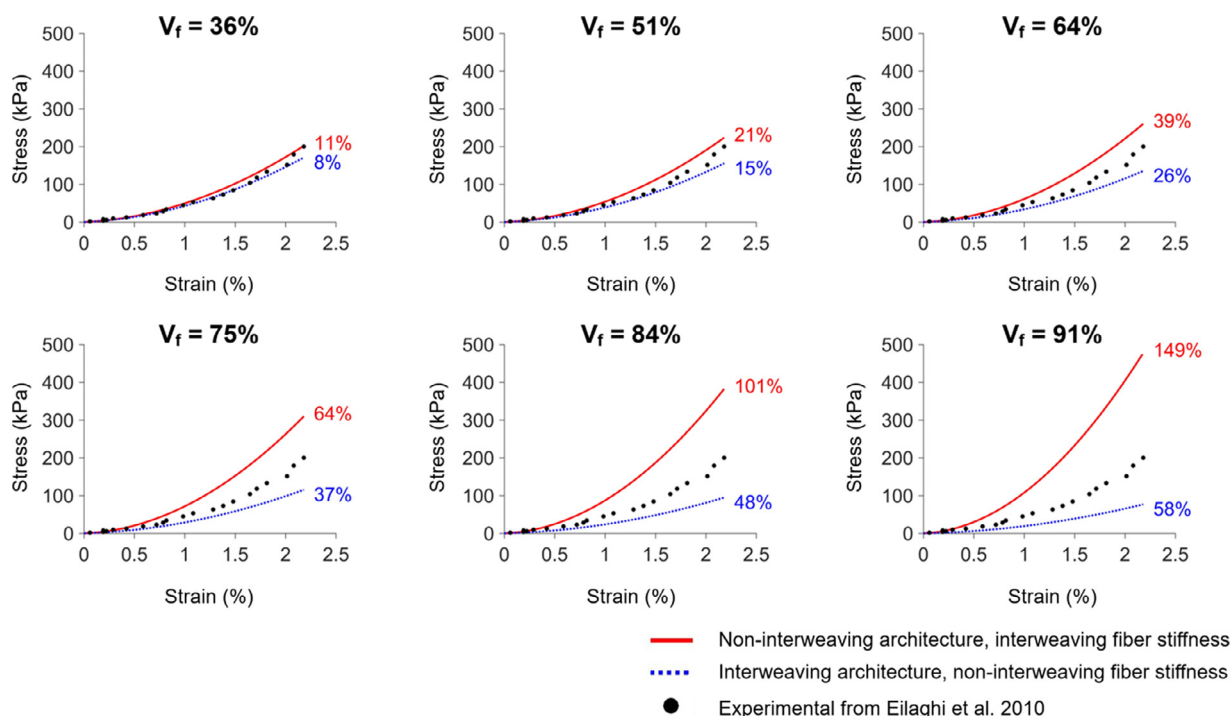 V_f = 36%
Stress (kPa)
500
400
300
200
100
0
11%
8%
0 0.5 1 1.5 2 2.5
Strain (%)
V_f = 51%
Stress (kPa)
500
400
300
200
100
0
21%
15%
0 0.5 1 1.5 2 2.5
Strain (%)
V_f = 64%
Stress (kPa)
500
400
300
200
100
0
39%
26%
0 0.5 1 1.5 2 2.5
Strain (%)
V_f = 75%
Stress (kPa)
500
400
300
200
100
0
64%
37%
0 0.5 1 1.5 2 2.5
Strain (%)
V_f = 84%
Stress (kPa)
500
400
300
200
100
0
101%
48%
0 0.5 1 1.5 2 2.5
Strain (%)
V_f = 91%
Stress (kPa)
500
400
300
200
100
0
149%
58%
0 0.5 1 1.5 2 2.5
Strain (%)
Non-interweaving architecture, interweaving fiber stiffness
Interweaving architecture, non-interweaving fiber stiffness
Experimental from Eilaghi et al. 2010